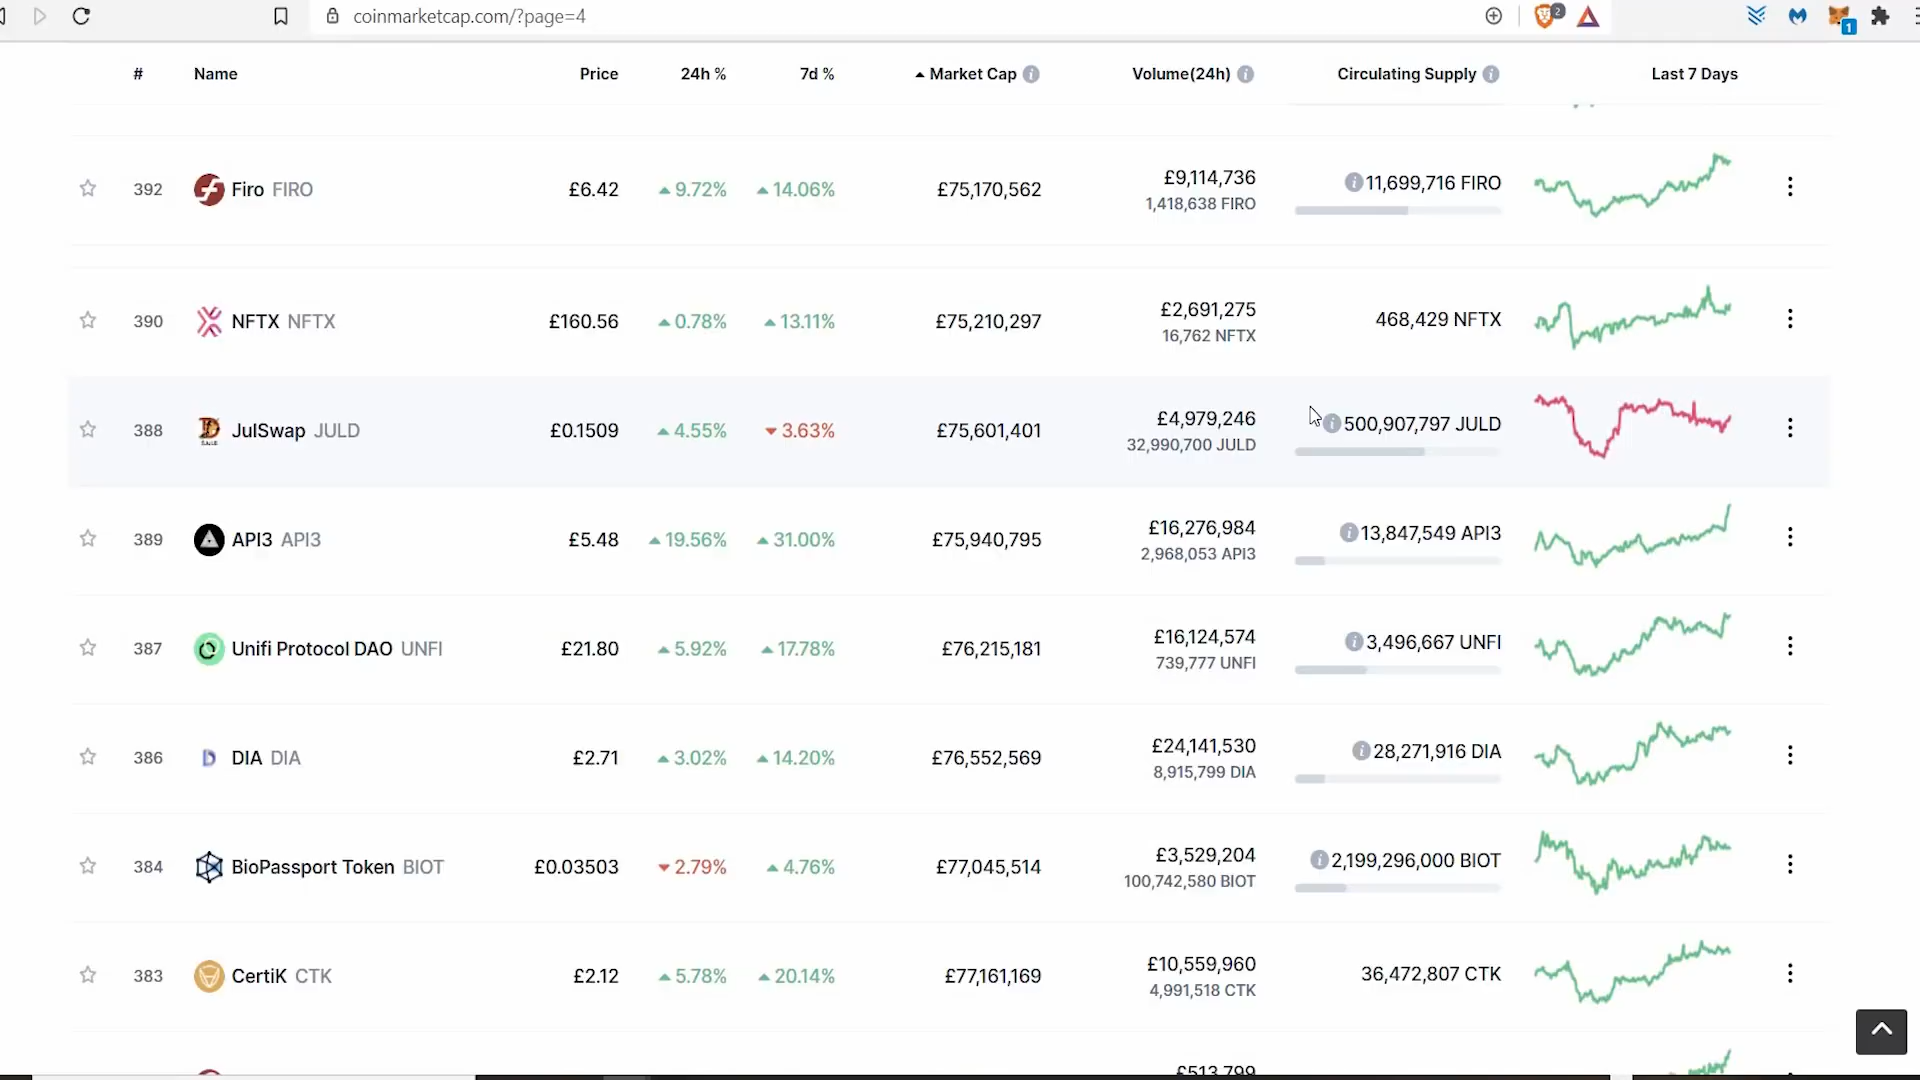 coinmarketcap.com/?page=4
2
1
# Name Price 24h % 7d % Market Cap Volume(24h) Circulating Supply Last 7 Days
392 Firo FIRO £6.42 9.72% 14.06% £75,170,562 £9,114,736 11,699,716 FIRO
1,418,638 FIRO
390 NFTX NFTX £160.56 0.78% 13.11% £75,210,297 £2,691,275 468,429 NFTX
16,762 NFTX
388 JulSwap JULD £0.1509 4.55% 3.63% £75,601,401 £4,979,246 500,907,797 JULD
32,990,700 JULD
389 API3 API3 £5.48 19.56% 31.00% £75,940,795 £16,276,984 13,847,549 API3
2,968,053 API3
387 Unifi Protocol DAO UNFI £21.80 5.92% 17.78% £76,215,181 £16,124,574 3,496,667 UNFI
739,777 UNFI
386 DIA DIA £2.71 3.02% 14.20% £76,552,569 £24,141,530 28,271,916 DIA
8,915,799 DIA
384 BioPassport Token BIOT £0.03503 2.79% 4.76% £77,045,514 £3,529,204 2,199,296,000 BIOT
100,742,580 BIOT
383 CertiK CTK £2.12 5.78% 20.14% £77,161,169 £10,559,960 36,472,807 CTK
4,991,518 CTK
£513,799